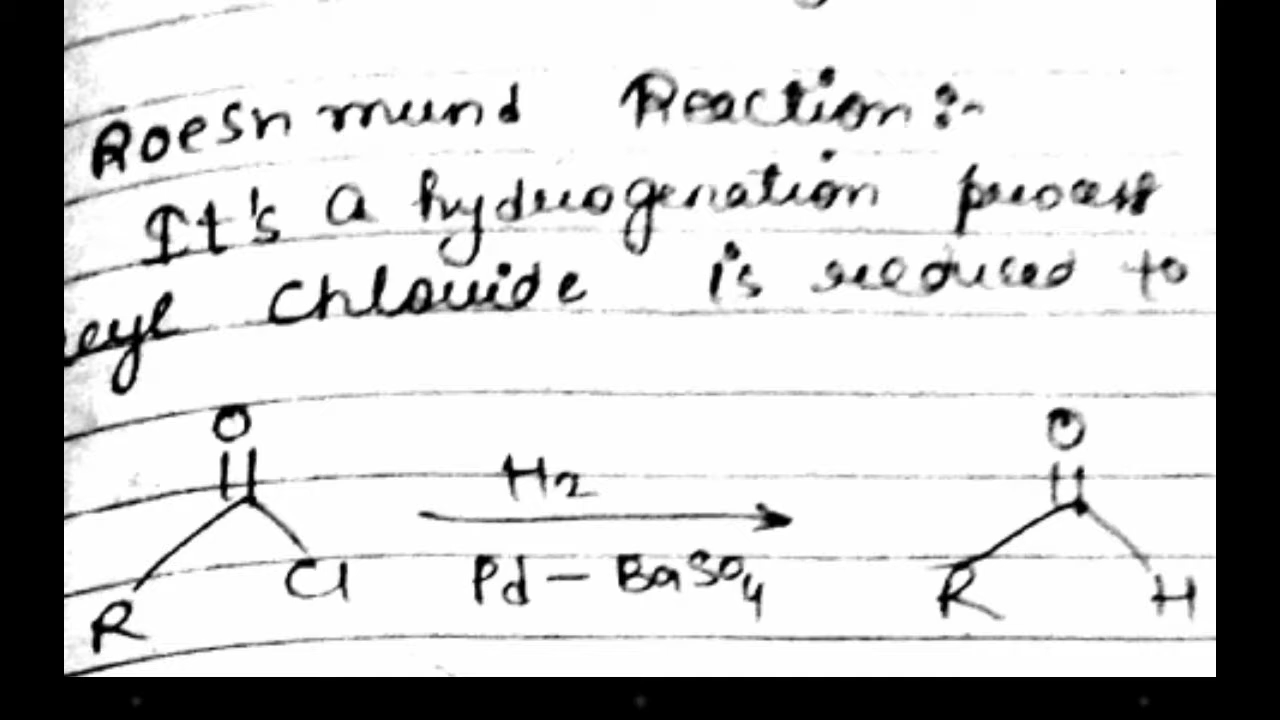 Roesnmund Reaction:-
It's a hydrogenation process
cyl Chloride is reduced to
O O
H2
R Cl Pd - BaSO4 R H